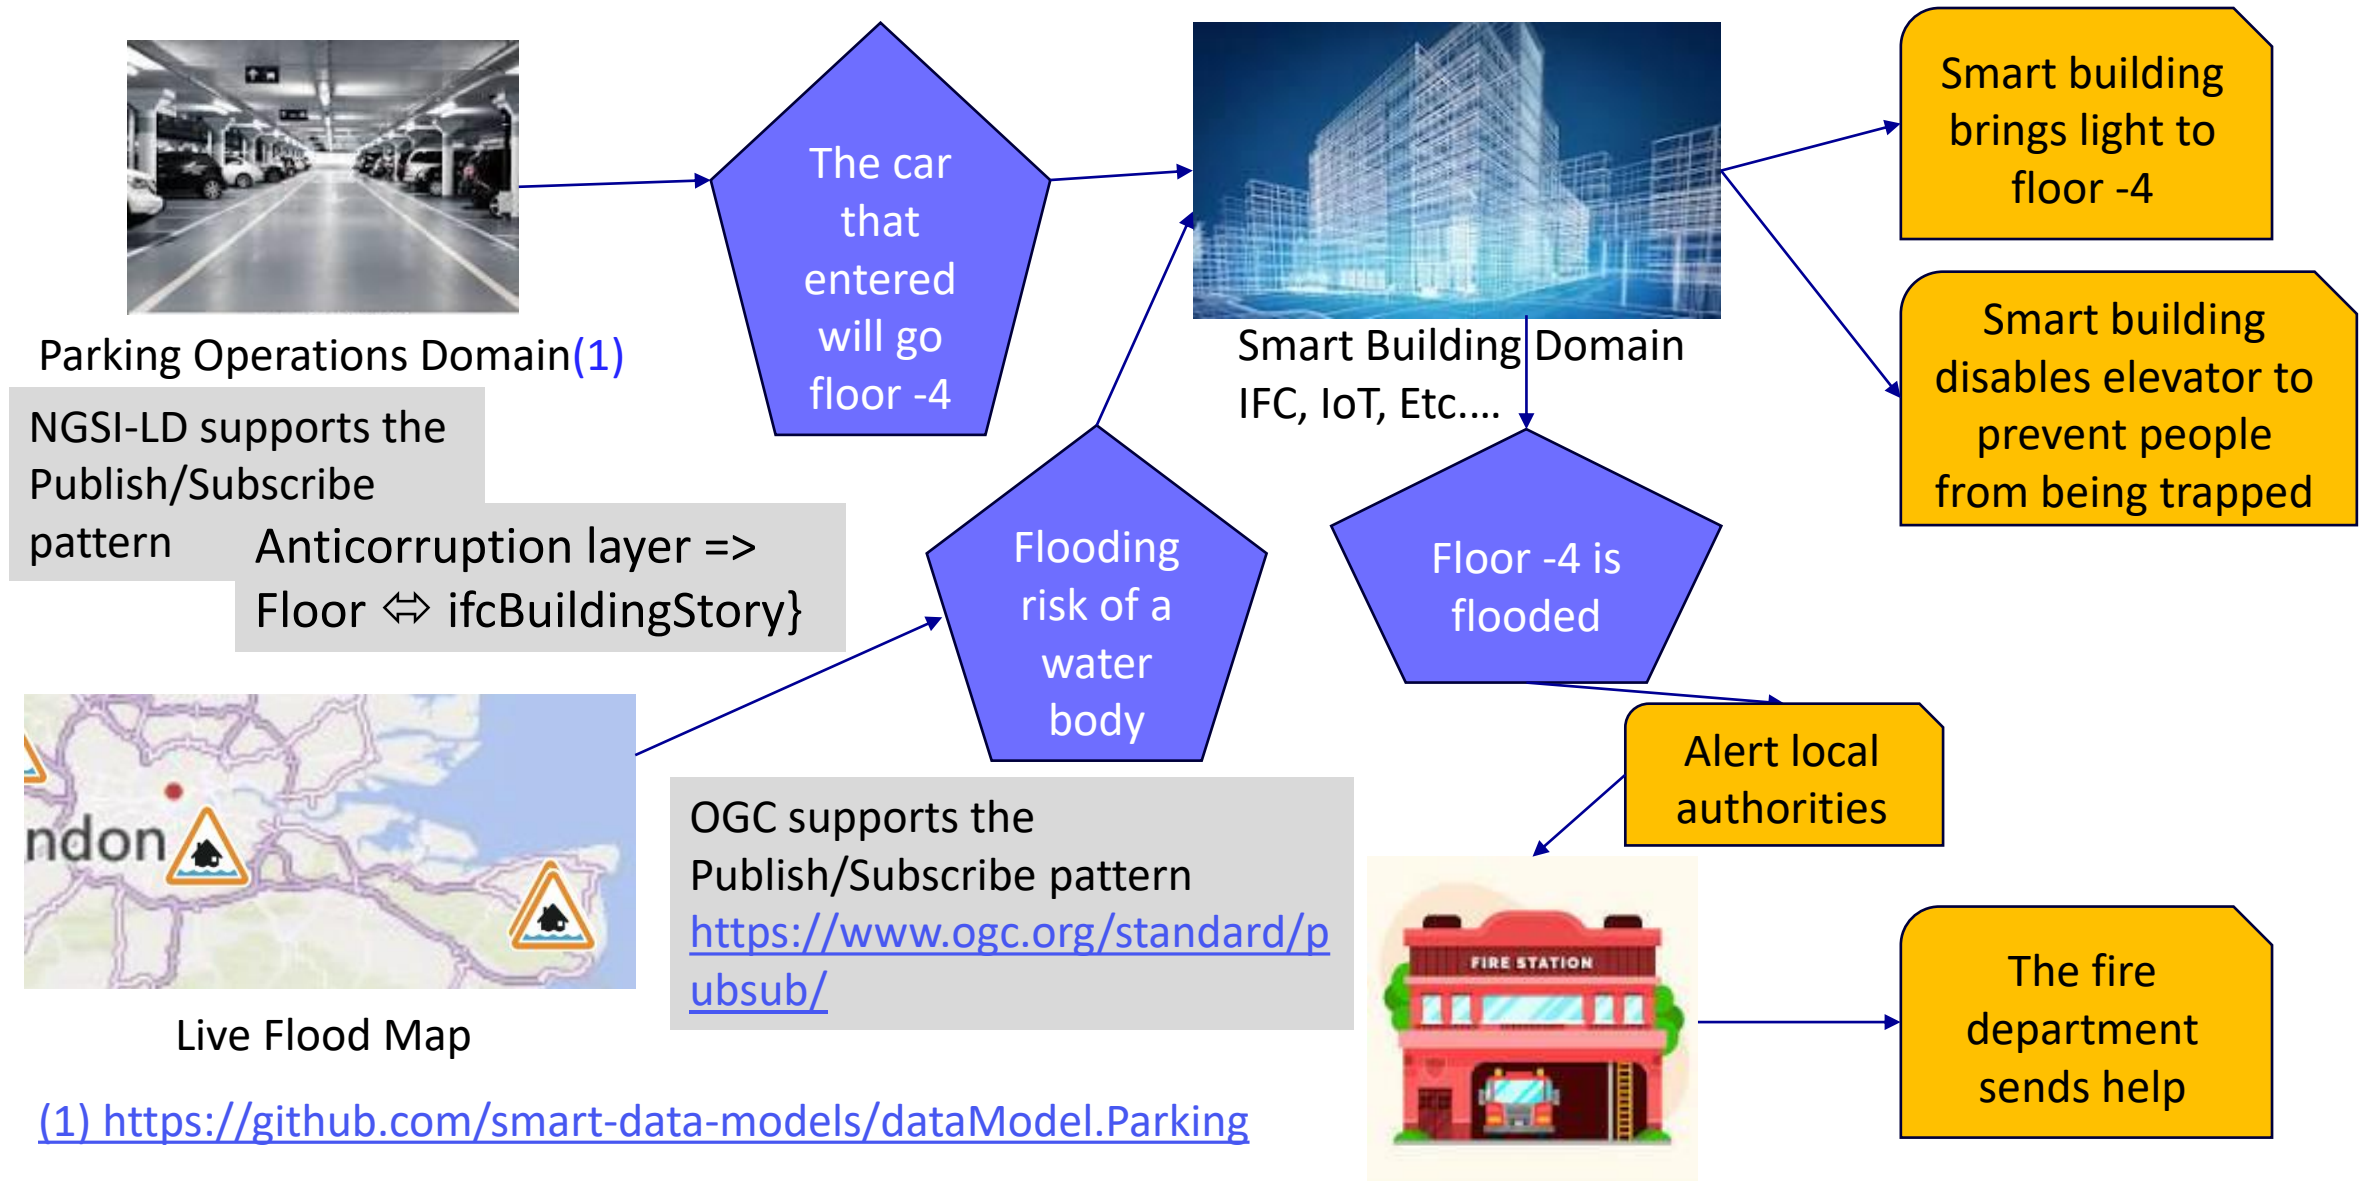 The car
that
entered
will go
floor -4
Smart building
brings light to
floor -4
Parking Operations Domain(1)
Smart Building Domain
IFC, IoT, Etc....
Smart building
disables elevator to
prevent people
from being trapped
NGSI-LD supports the
Publish/Subscribe
pattern
Anticorruption layer =>
Floor ⇔ ifcBuildingStory}
Flooding
risk of a
water
body
Floor -4 is
flooded
Alert local
authorities
ndon
OGC supports the
Publish/Subscribe pattern
https://www.ogc.org/standard/p
ubsub/
FIRE STATION
The fire
department
sends help
Live Flood Map
(1) https://github.com/smart-data-models/dataModel.Parking